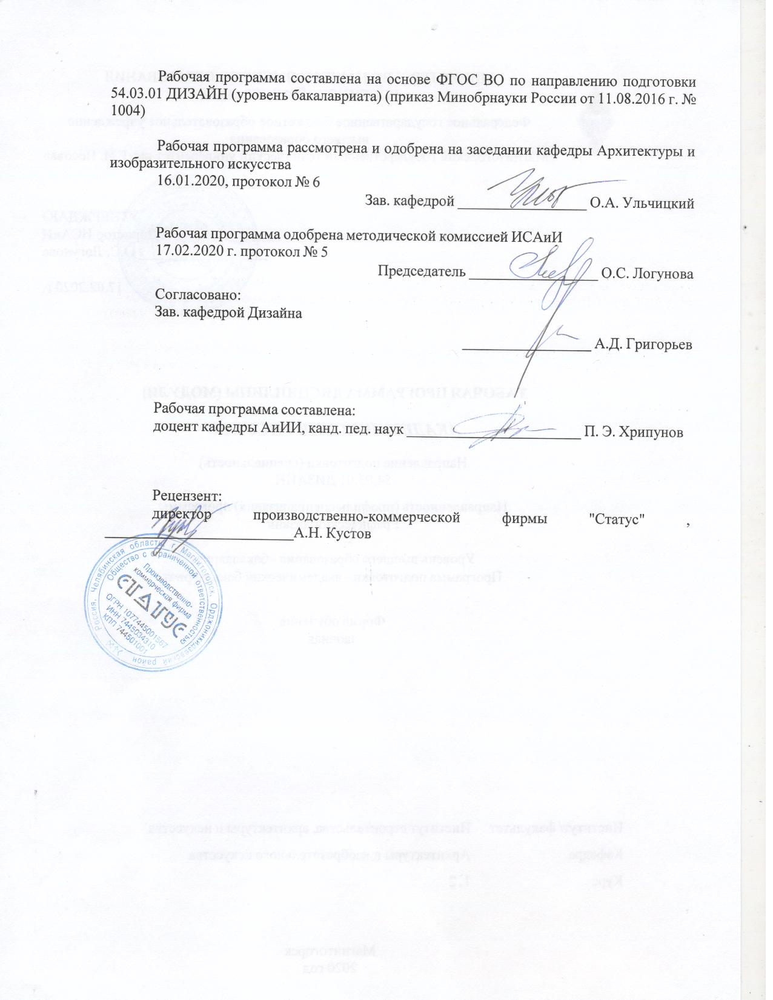 Рабочая программа составлена на основе ФГОС ВО по направлению подготовки
54.03.01 ДИЗАЙН (уровень бакалавриата) (приказ Минобрнауки России от 11.08.2016 г. №
1004)
Рабочая программа рассмотрена и одобрена на заседании кафедры Архитектуры и
изобразительного искусства
16.01.2020, протокол № 6
Зав. кафедрой _________________ О.А. Ульчицкий
Рабочая программа одобрена методической комиссией ИСАиИ
17.02.2020 г. протокол № 5
Председатель _________________ О.С. Логунова
Согласовано:
Зав. кафедрой Дизайна
_________________ А.Д. Григорьев
Рабочая программа составлена:
доцент кафедры АиИИ, канд. пед. наук _______________________ П. Э. Хрипунов
Рецензент:
директор производственно-коммерческой фирмы "Статус" ,
_________________________А.Н. Кустов
Россия, Челябинская область, г. Магнитогорск, Орджоникидзевский район
Общество с ограниченной ответственностью
Производственно-
коммерческая фирма
СТАТУС
ОГРН 1077445001567
ИНН 7445034310
КПП 744501001